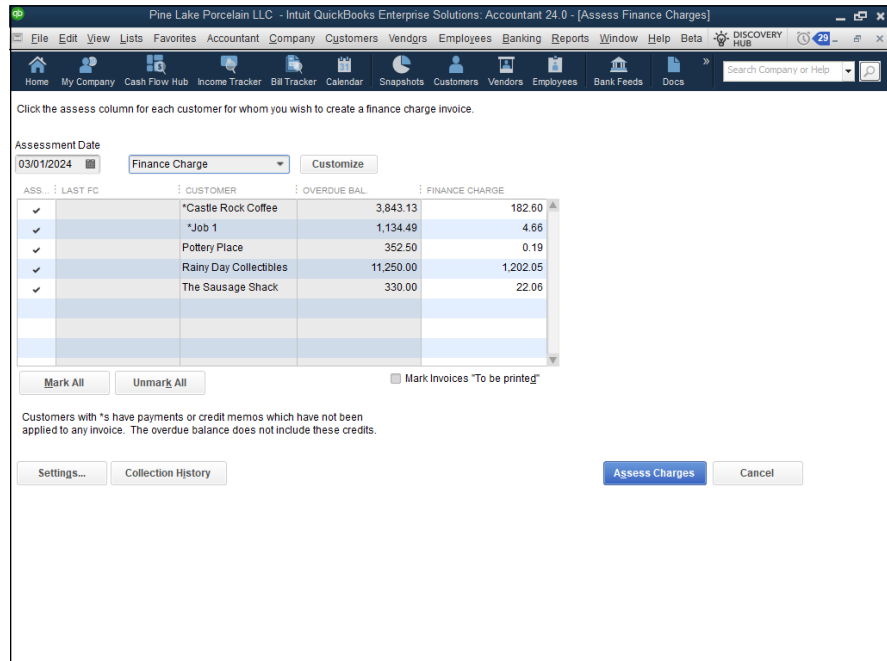 qb Pine Lake Porcelain LLC - Intuit QuickBooks Enterprise Solutions: Accountant 24.0 - [Assess Finance Charges]
File Edit View Lists Favorites Accountant Company Customers Vendors Employees Banking Reports Window Help Beta DISCOVERY HUB 29
Home My Company Cash Flow Hub Income Tracker Bill Tracker Calendar Snapshots Customers Vendors Employees Bank Feeds Docs » Search Company or Help
Click the assess column for each customer for whom you wish to create a finance charge invoice.
Assessment Date
03/01/2024 Finance Charge Customize
ASS... LAST FC CUSTOMER OVERDUE BAL. FINANCE CHARGE
*Castle Rock Coffee 3,843.13 182.60
*Job 1 1,134.49 4.66
Pottery Place 352.50 0.19
Rainy Day Collectibles 11,250.00 1,202.05
The Sausage Shack 330.00 22.06
Mark All Unmark All Mark Invoices "To be printed"
Customers with *s have payments or credit memos which have not been
applied to any invoice. The overdue balance does not include these credits.
Settings... Collection History Assess Charges Cancel